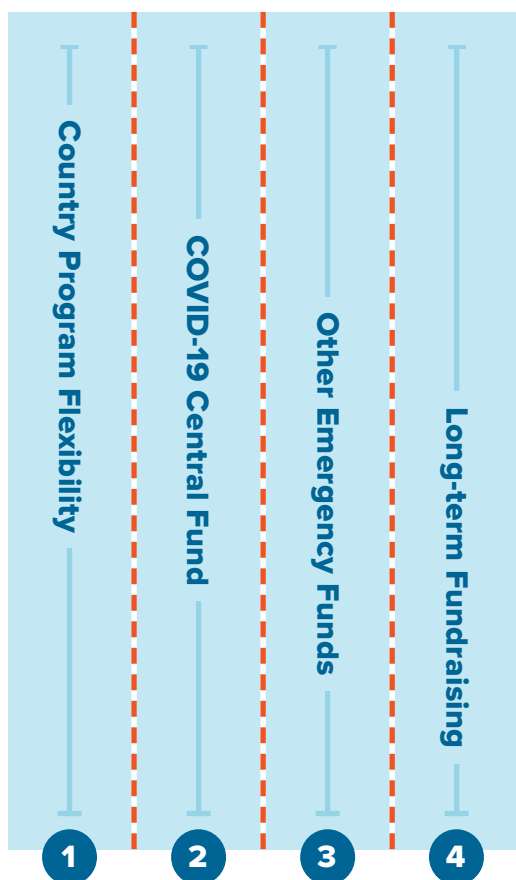 Country Program Flexibility
COVID-19 Central Fund
Other Emergency Funds
Long-term Fundraising
1
2
3
4